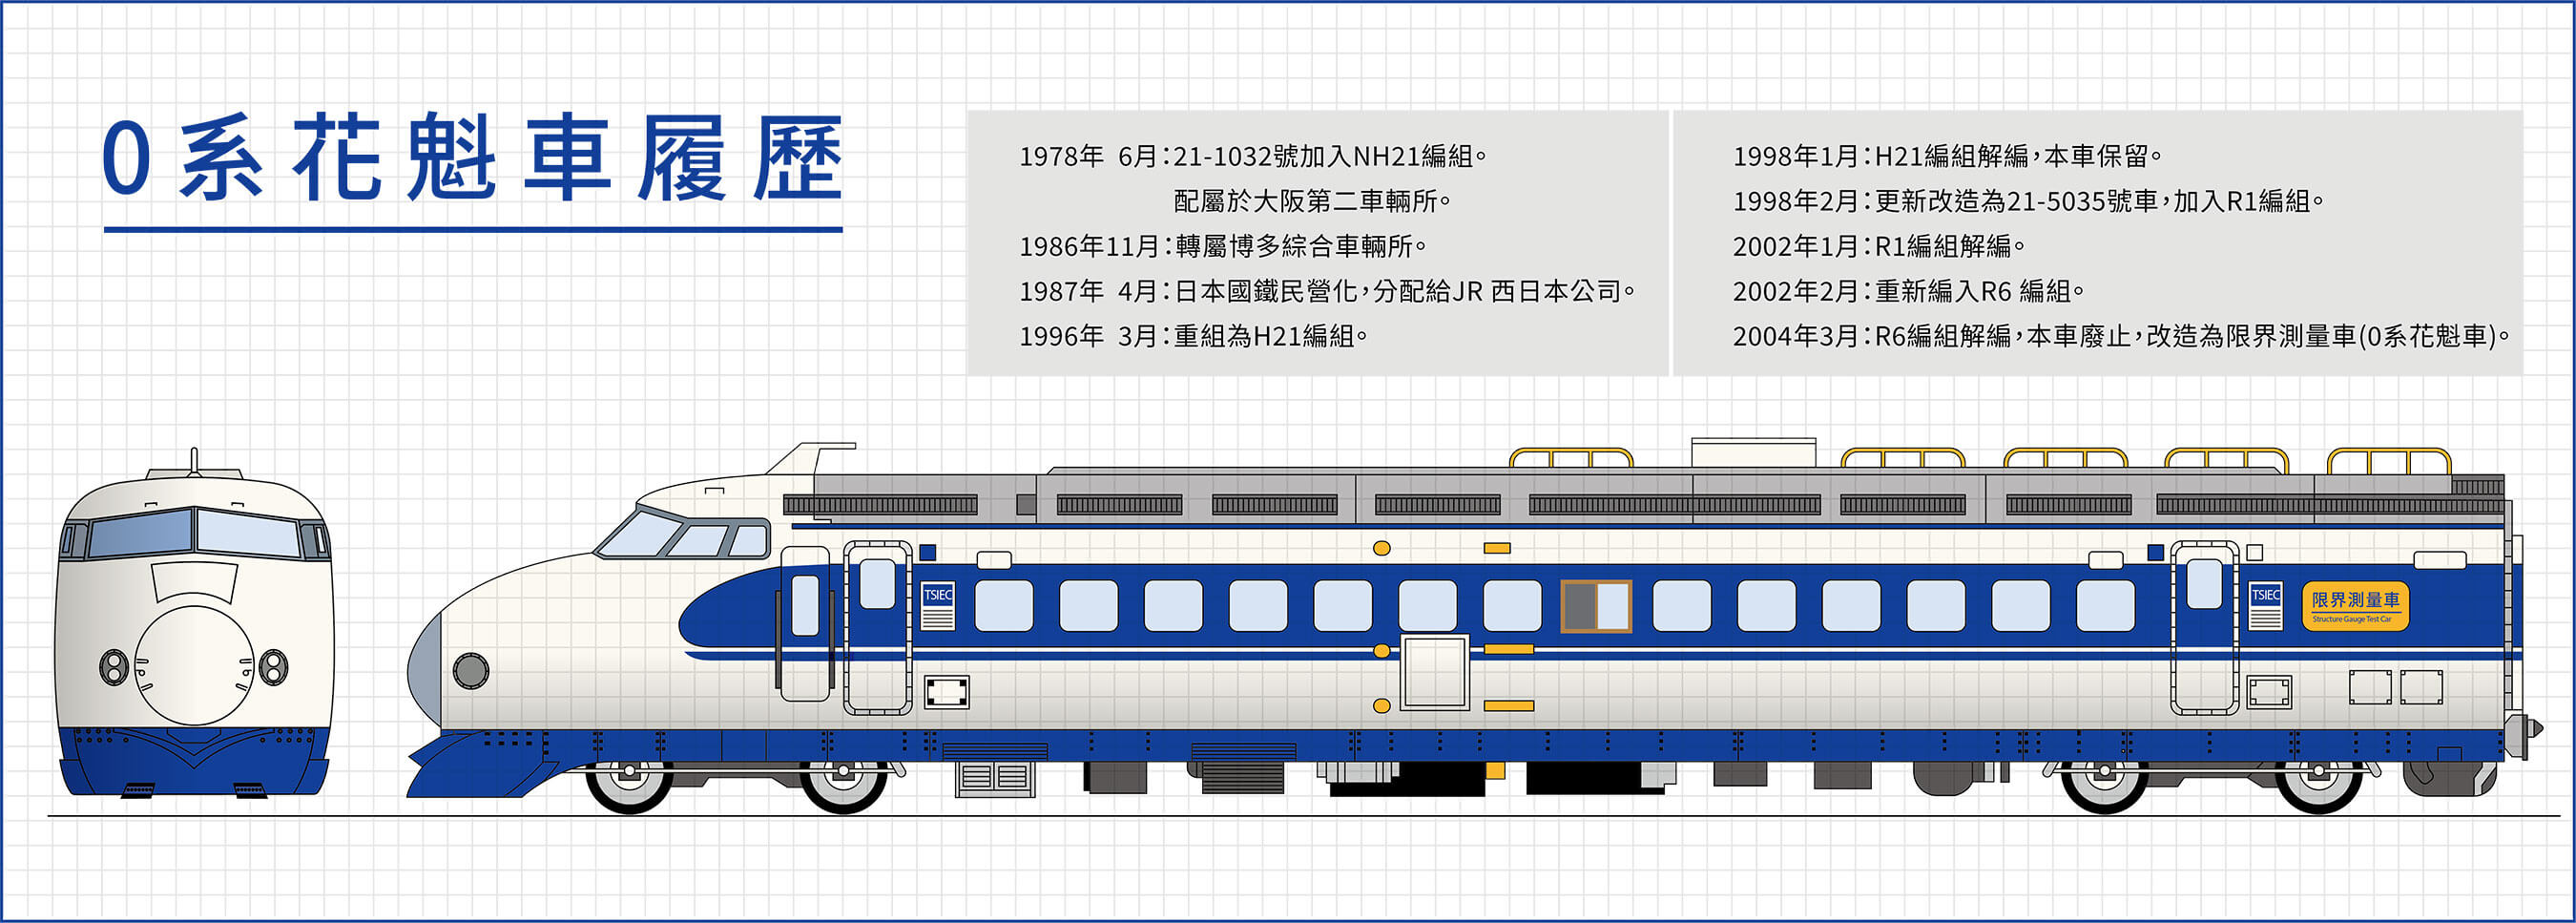 0系花魁車履歷
1978年 6月：21-1032號加入NH21編組。
配屬於大阪第二車輛所。
1986年11月：轉屬博多綜合車輛所。
1987年 4月：日本國鐵民營化，分配給JR 西日本公司。
1996年 3月：重組為H21編組。
1998年1月：H21編組解編，本車保留。
1998年2月：更新改造為21-5035號車，加入R1編組。
2002年1月：R1編組解編。
2002年2月：重新編入R6 編組。
2004年3月：R6編組解編，本車廢止，改造為限界測量車(0系花魁車)。
TSIEC
TSIEC
限界測量車
Structure Gauge Test Car